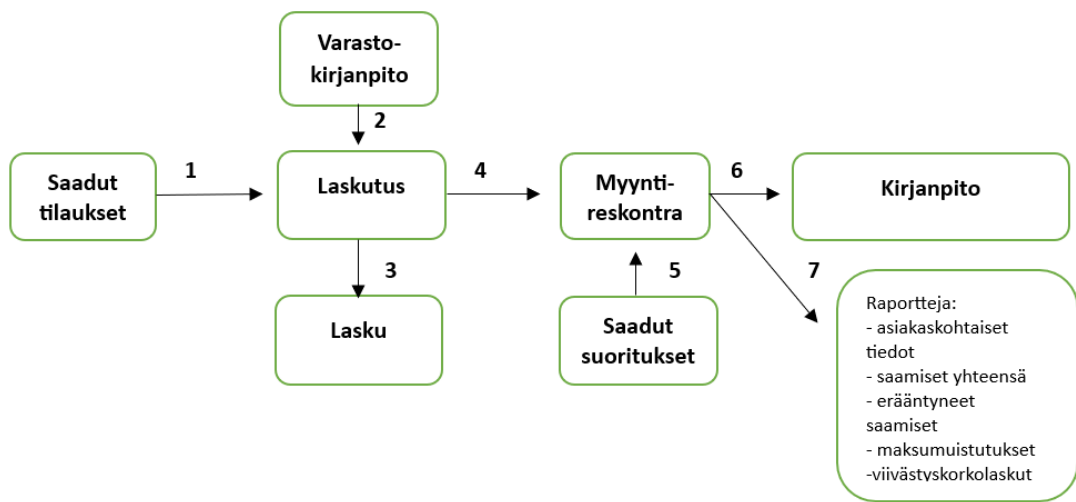 Varasto-
kirjanpito
2
1
Saadut
tilaukset
Laskutus
4
Myynti-
reskontra
6
Kirjanpito
3
5
7
Lasku
Saadut
suoritukset
Raportteja:
- asiakaskohtaiset
tiedot
- saamiset yhteensä
- erääntyneet
saamiset
- maksumuistutukset
-viivästyskorkolaskut